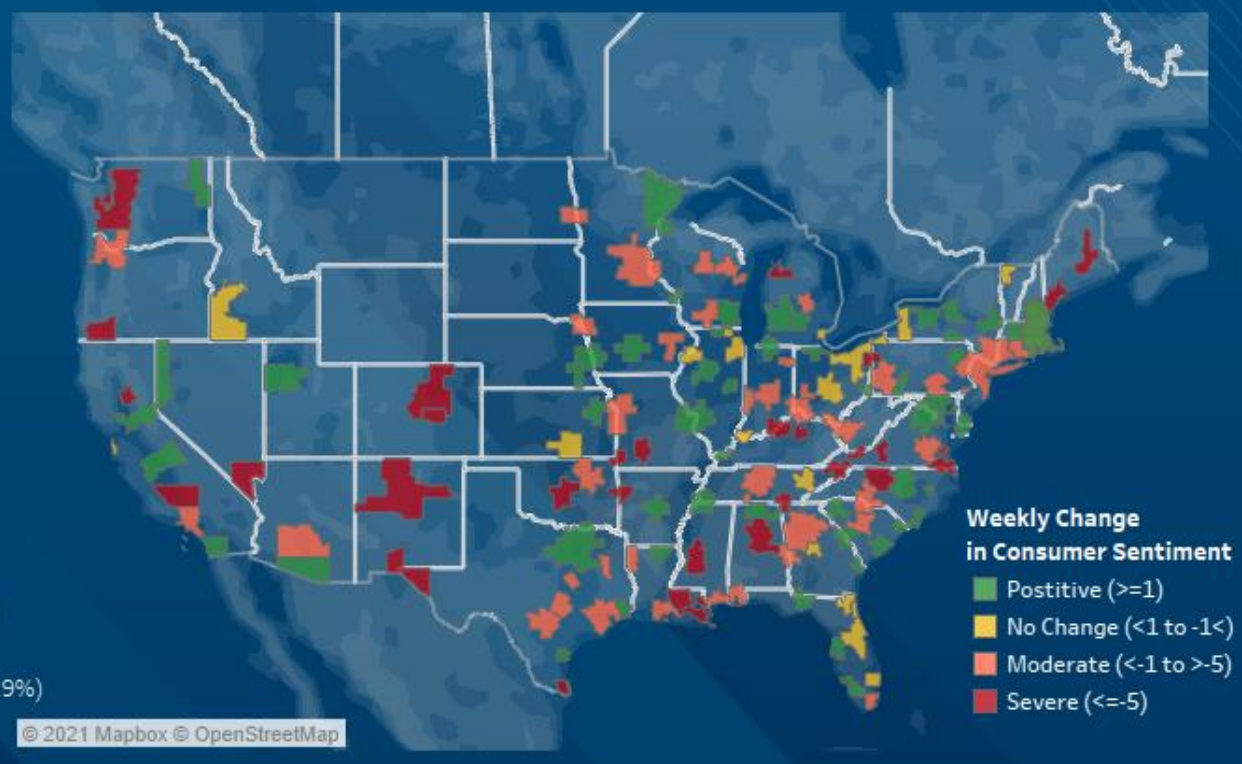 Weekly Change
in Consumer Sentiment
Postitive (>=1)
No Change (<1 to -1<)
Moderate (<-1 to >-5)
Severe (<=-5)
9%)
© 2021 Mapbox © OpenStreetMap